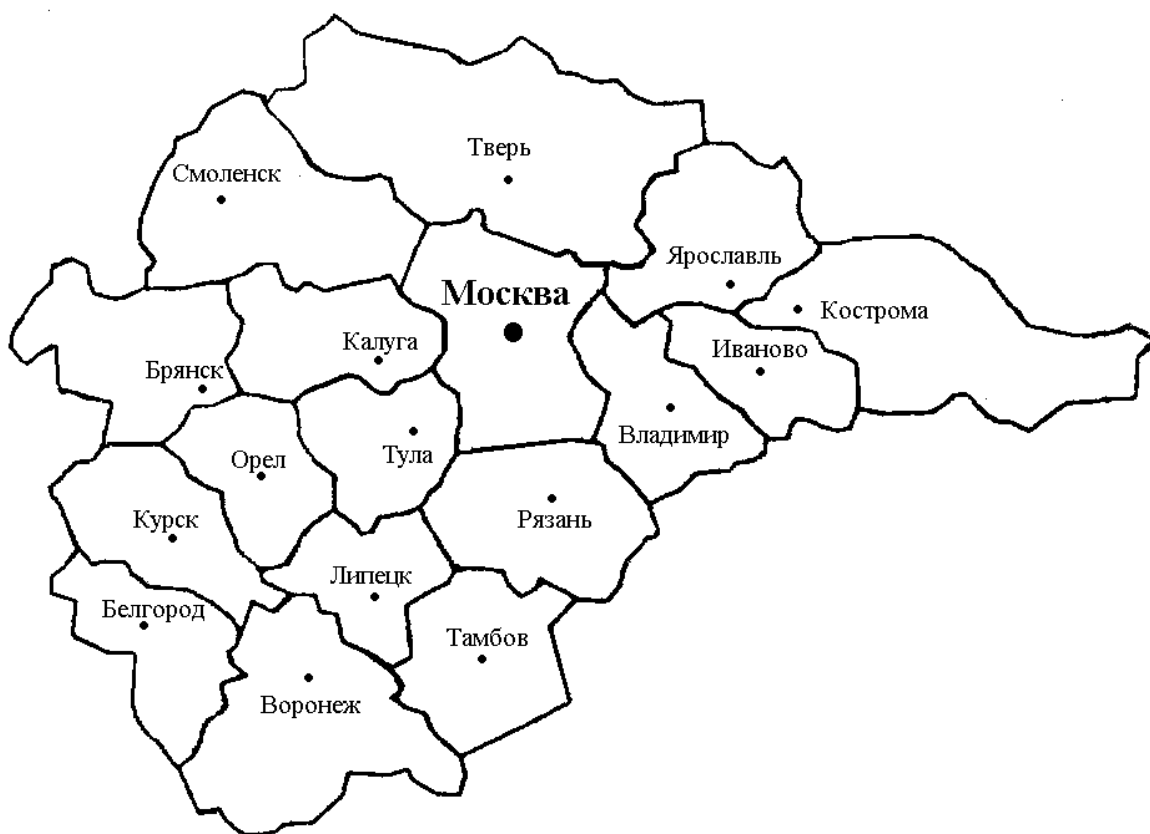 Тверь
Смоленск
Ярославль
Москва
Кострома
Калуга
Иваново
Брянск
Владимир
Тула
Орел
Рязань
Курск
Липецк
Белгород
Тамбов
Воронеж